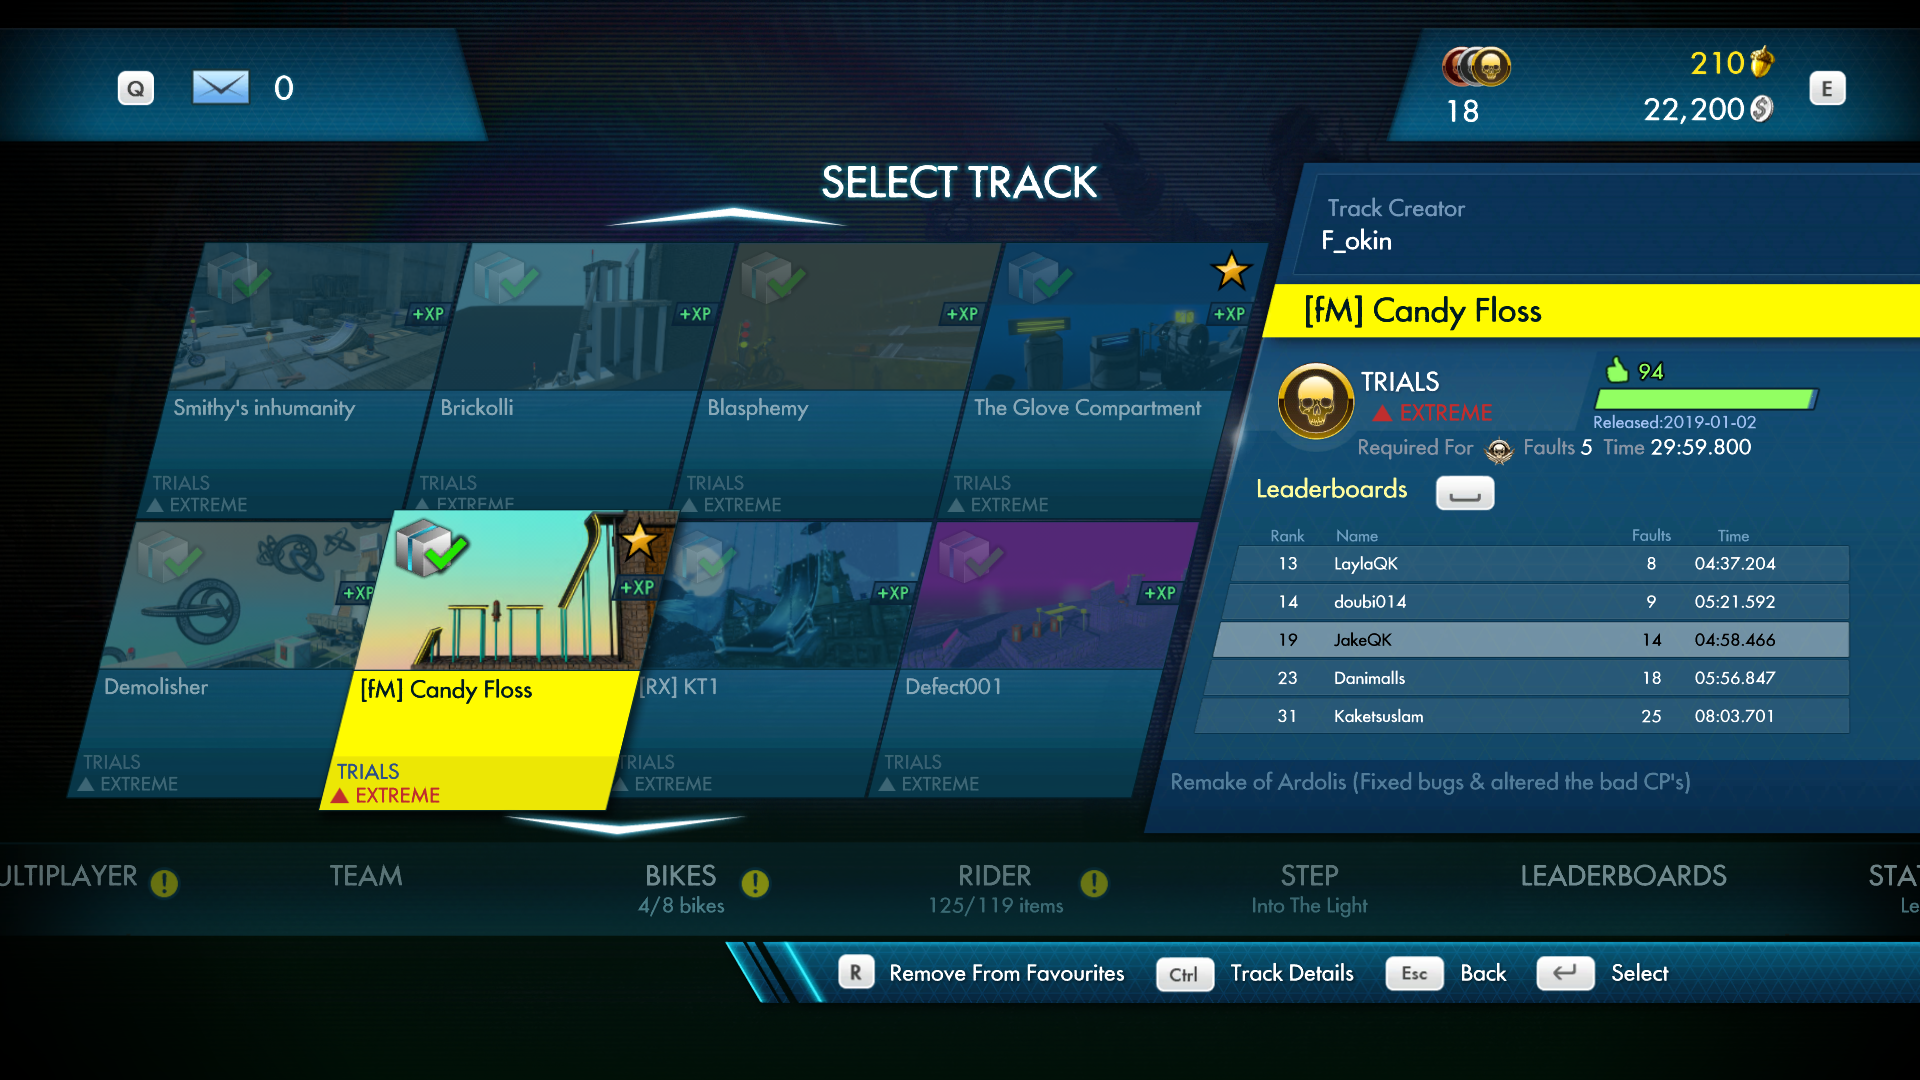 Q
0
18
210
22,200
E
SELECT TRACK
Track Creator
F_okin
[fM] Candy Floss
TRIALS
EXTREME
94
Released:2019-01-02
Required For Faults 5 Time 29:59.800
Leaderboards
Rank Name Faults Time
13 LaylaQK 8 04:37.204
14 doubi014 9 05:21.592
19 JakeQK 14 04:58.466
23 Danimalls 18 05:56.847
31 Kaketsuslam 25 08:03.701
Remake of Ardolis (Fixed bugs & altered the bad CP's)
+XP
Smithy's inhumanity
TRIALS
EXTREME
+XP
Brickolli
TRIALS
EXTREME
+XP
Blasphemy
TRIALS
EXTREME
+XP
The Glove Compartment
TRIALS
EXTREME
+XP
Demolisher
TRIALS
EXTREME
+XP
[fM] Candy Floss
TRIALS
EXTREME
+XP
[RX] KT1
TRIALS
EXTREME
+XP
Defect001
TRIALS
EXTREME
ULTIPLAYER !
TEAM
BIKES !
4/8 bikes
RIDER !
125/119 items
STEP
Into The Light
LEADERBOARDS
STAT
Le
R Remove From Favourites Ctrl Track Details Esc Back Select